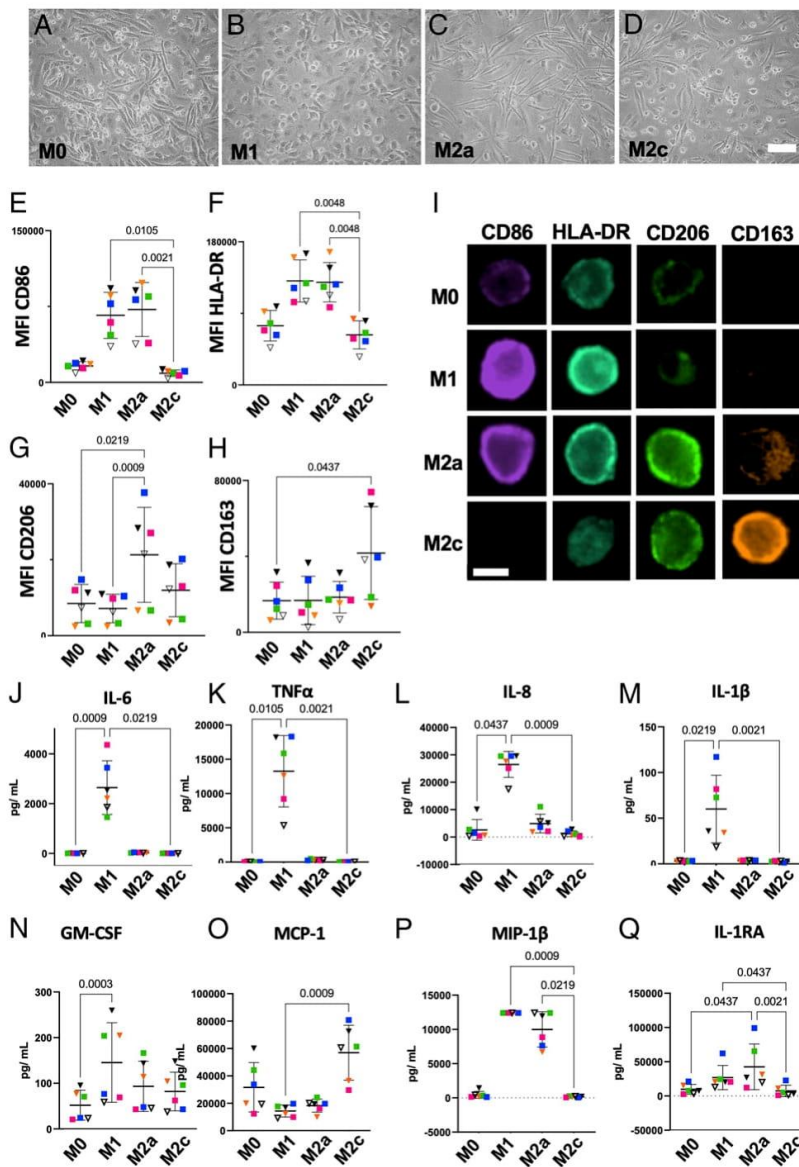 A B C D
M0 M1 M2a M2c
E
0.0105
0.0021
150000
0
MFI CD86
M0 M1 M2a M2c
F
0.0048
0.0048
180000
0
MFI HLA-DR
M0 M1 M2a M2c
G
0.0219
0.0009
40000
0
MFI CD206
M0 M1 M2a M2c
H
0.0437
80000
0
MFI CD163
M0 M1 M2a M2c
I
CD86 HLA-DR CD206 CD163
M0
M1
M2a
M2c
J
IL-6
0.0009 0.0219
4000
2000
0
pg/ mL
M0 M1 M2a M2c
K
TNFα
0.0105 0.0021
20000
15000
10000
5000
0
pg/ mL
M0 M1 M2a M2c
L
IL-8
0.0437 0.0009
40000
30000
20000
10000
0
-10000
pg/ mL
M0 M1 M2a M2c
M
IL-1β
0.0219 0.0021
150
100
50
0
pg/ mL
M0 M1 M2a M2c
N
GM-CSF
0.0003
300
200
100
0
pg/ mL
M0 M1 M2a M2c
O
MCP-1
0.0009
100000
80000
60000
40000
20000
0
pg/ mL
M0 M1 M2a M2c
P
MIP-1β
0.0009
0.0219
15000
10000
5000
0
-5000
pg/ mL
M0 M1 M2a M2c
Q
IL-1RA
0.0437
0.0437 0.0021
150000
100000
75000
50000
25000
0
-25000
-50000
pg/ mL
M0 M1 M2a M2c